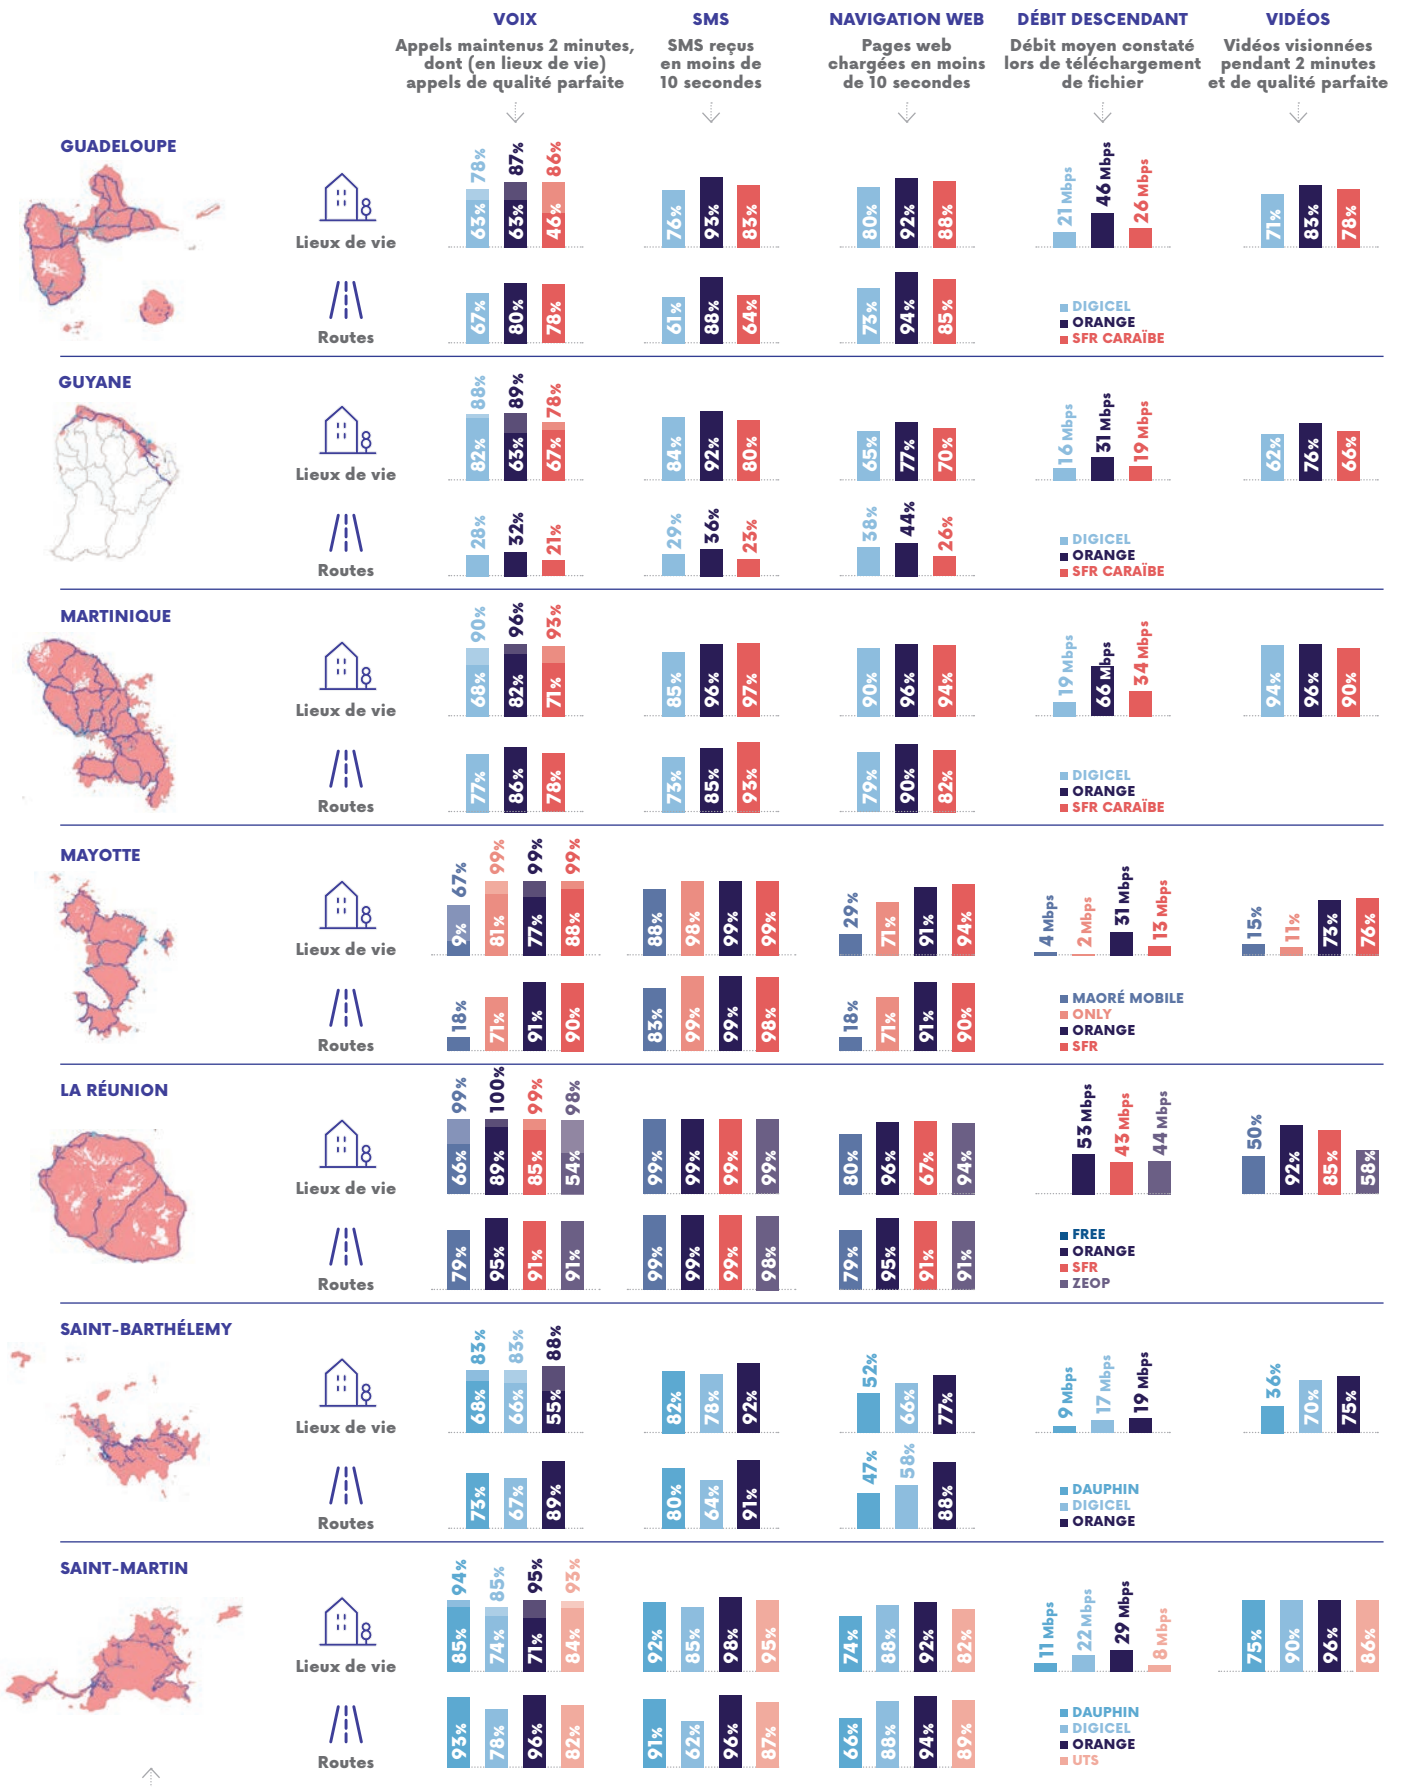 VOIX
SMS
NAVIGATION WEB
DÉBIT DESCENDANT
VIDÉOS
Appels maintenus 2 minutes,
dont (en lieux de vie)
appels de qualité parfaite
SMS reçus
en moins de
10 secondes
Pages web
chargées en moins
de 10 secondes
Débit moyen constaté
lors de téléchargement
de fichier
Vidéos visionnées
pendant 2 minutes
et de qualité parfaite
GUADELOUPE
Lieux de vie
78% 87% 86%
63% 63% 46%
76% 93% 83%
80% 92% 88%
21 Mbps 46 Mbps 26 Mbps
71% 83% 78%
Routes
67% 80% 78%
61% 88% 64%
73% 94% 85%
DIGICEL
ORANGE
SFR CARAÏBE
GUYANE
Lieux de vie
88% 89% 78%
82% 63% 67%
84% 92% 80%
65% 77% 70%
16 Mbps 31 Mbps 19 Mbps
62% 76% 66%
Routes
28% 32% 21%
29% 36% 23%
38% 44% 26%
DIGICEL
ORANGE
SFR CARAÏBE
MARTINIQUE
Lieux de vie
90% 96% 93%
68% 82% 71%
85% 96% 97%
90% 96% 94%
19 Mbps 66 Mbps 34 Mbps
94% 96% 90%
Routes
77% 86% 78%
73% 85% 93%
79% 90% 82%
DIGICEL
ORANGE
SFR CARAÏBE
MAYOTTE
Lieux de vie
67% 99% 99% 99%
9% 81% 77% 88%
88% 98% 99% 99%
29% 71% 91% 94%
4 Mbps 2 Mbps 31 Mbps 13 Mbps
15% 11% 73% 76%
Routes
18% 71% 91% 90%
83% 99% 99% 98%
18% 71% 91% 90%
MAORÉ MOBILE
ONLY
ORANGE
SFR
LA RÉUNION
Lieux de vie
99% 100% 99% 98%
66% 89% 85% 54%
99% 99% 99% 99%
80% 96% 67% 94%
53 Mbps 43 Mbps 44 Mbps
50% 92% 85% 58%
Routes
79% 95% 91% 91%
99% 99% 99% 98%
79% 95% 91% 91%
FREE
ORANGE
SFR
ZEOP
SAINT-BARTHÉLEMY
Lieux de vie
83% 83% 88%
68% 66% 55%
82% 78% 92%
52% 66% 77%
9 Mbps 17 Mbps 19 Mbps
36% 70% 75%
Routes
73% 67% 89%
80% 64% 91%
47% 58% 88%
DAUPHIN
DIGICEL
ORANGE
SAINT-MARTIN
Lieux de vie
94% 85% 95% 93%
85% 74% 71% 84%
92% 85% 98% 95%
74% 88% 92% 82%
11 Mbps 22 Mbps 29 Mbps 8 Mbps
75% 90% 96% 86%
Routes
93% 78% 96% 82%
91% 62% 96% 87%
66% 88% 94% 89%
DAUPHIN
DIGICEL
ORANGE
UTS